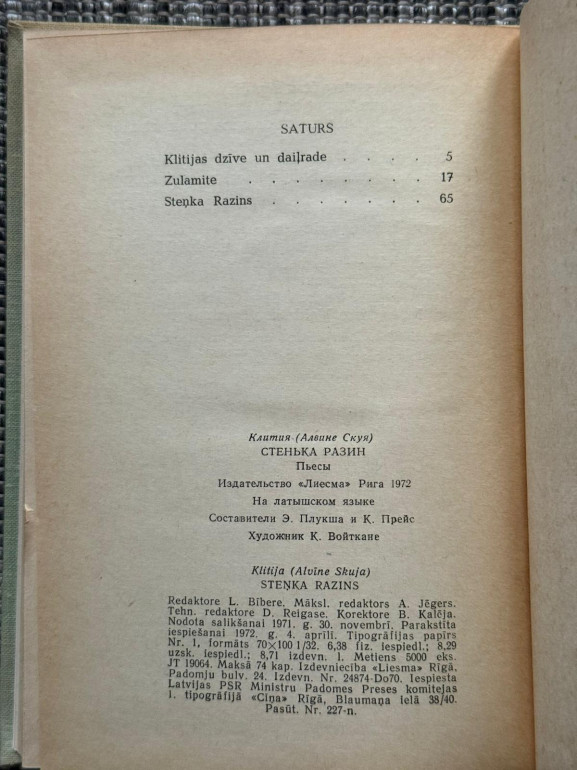 SATURS
Klitijas dzīve un daiļrade . . . . 5
Zulamite . . . . . . . . 17
Steņka Razins . . . . . . . 65
Клития (Алвине Скуя)
СТЕНЬКА РАЗИН
Пьесы
Издательство «Лиесма» Рига 1972
На латышском языке
Составители Э. Плукша и К. Прейс
Художник К. Войткане
Klitija (Alvīne Skuja)
STEŅKA RAZINS
Redaktore L. Bībere. Māksl. redaktors A. Jēgers.
Tehn. redaktore D. Reigase. Korektore B. Kalēja.
Nodota salikšanai 1971. g. 30. novembrī. Parakstīta
iespiešanai 1972. g. 4. aprīlī. Tipogrāfijas papīrs
Nr. 1, formāts 70×100 1/32. 6,38 fiz. iespiedl.; 8,29
uzsk. iespiedl.; 8,71 izdevn. l. Metiens 5000 eks.
JT 19064. Maksā 74 kap. Izdevniecība «Liesma» Rīgā,
Padomju bulv. 24. Izdevn. Nr. 24874-Do70. Iespiesta
Latvijas PSR Ministru Padomes Preses komitejas
1. tipogrāfijā «Cīņa» Rīgā, Blaumaņa ielā 38/40.
Pasūt. Nr. 227-n.